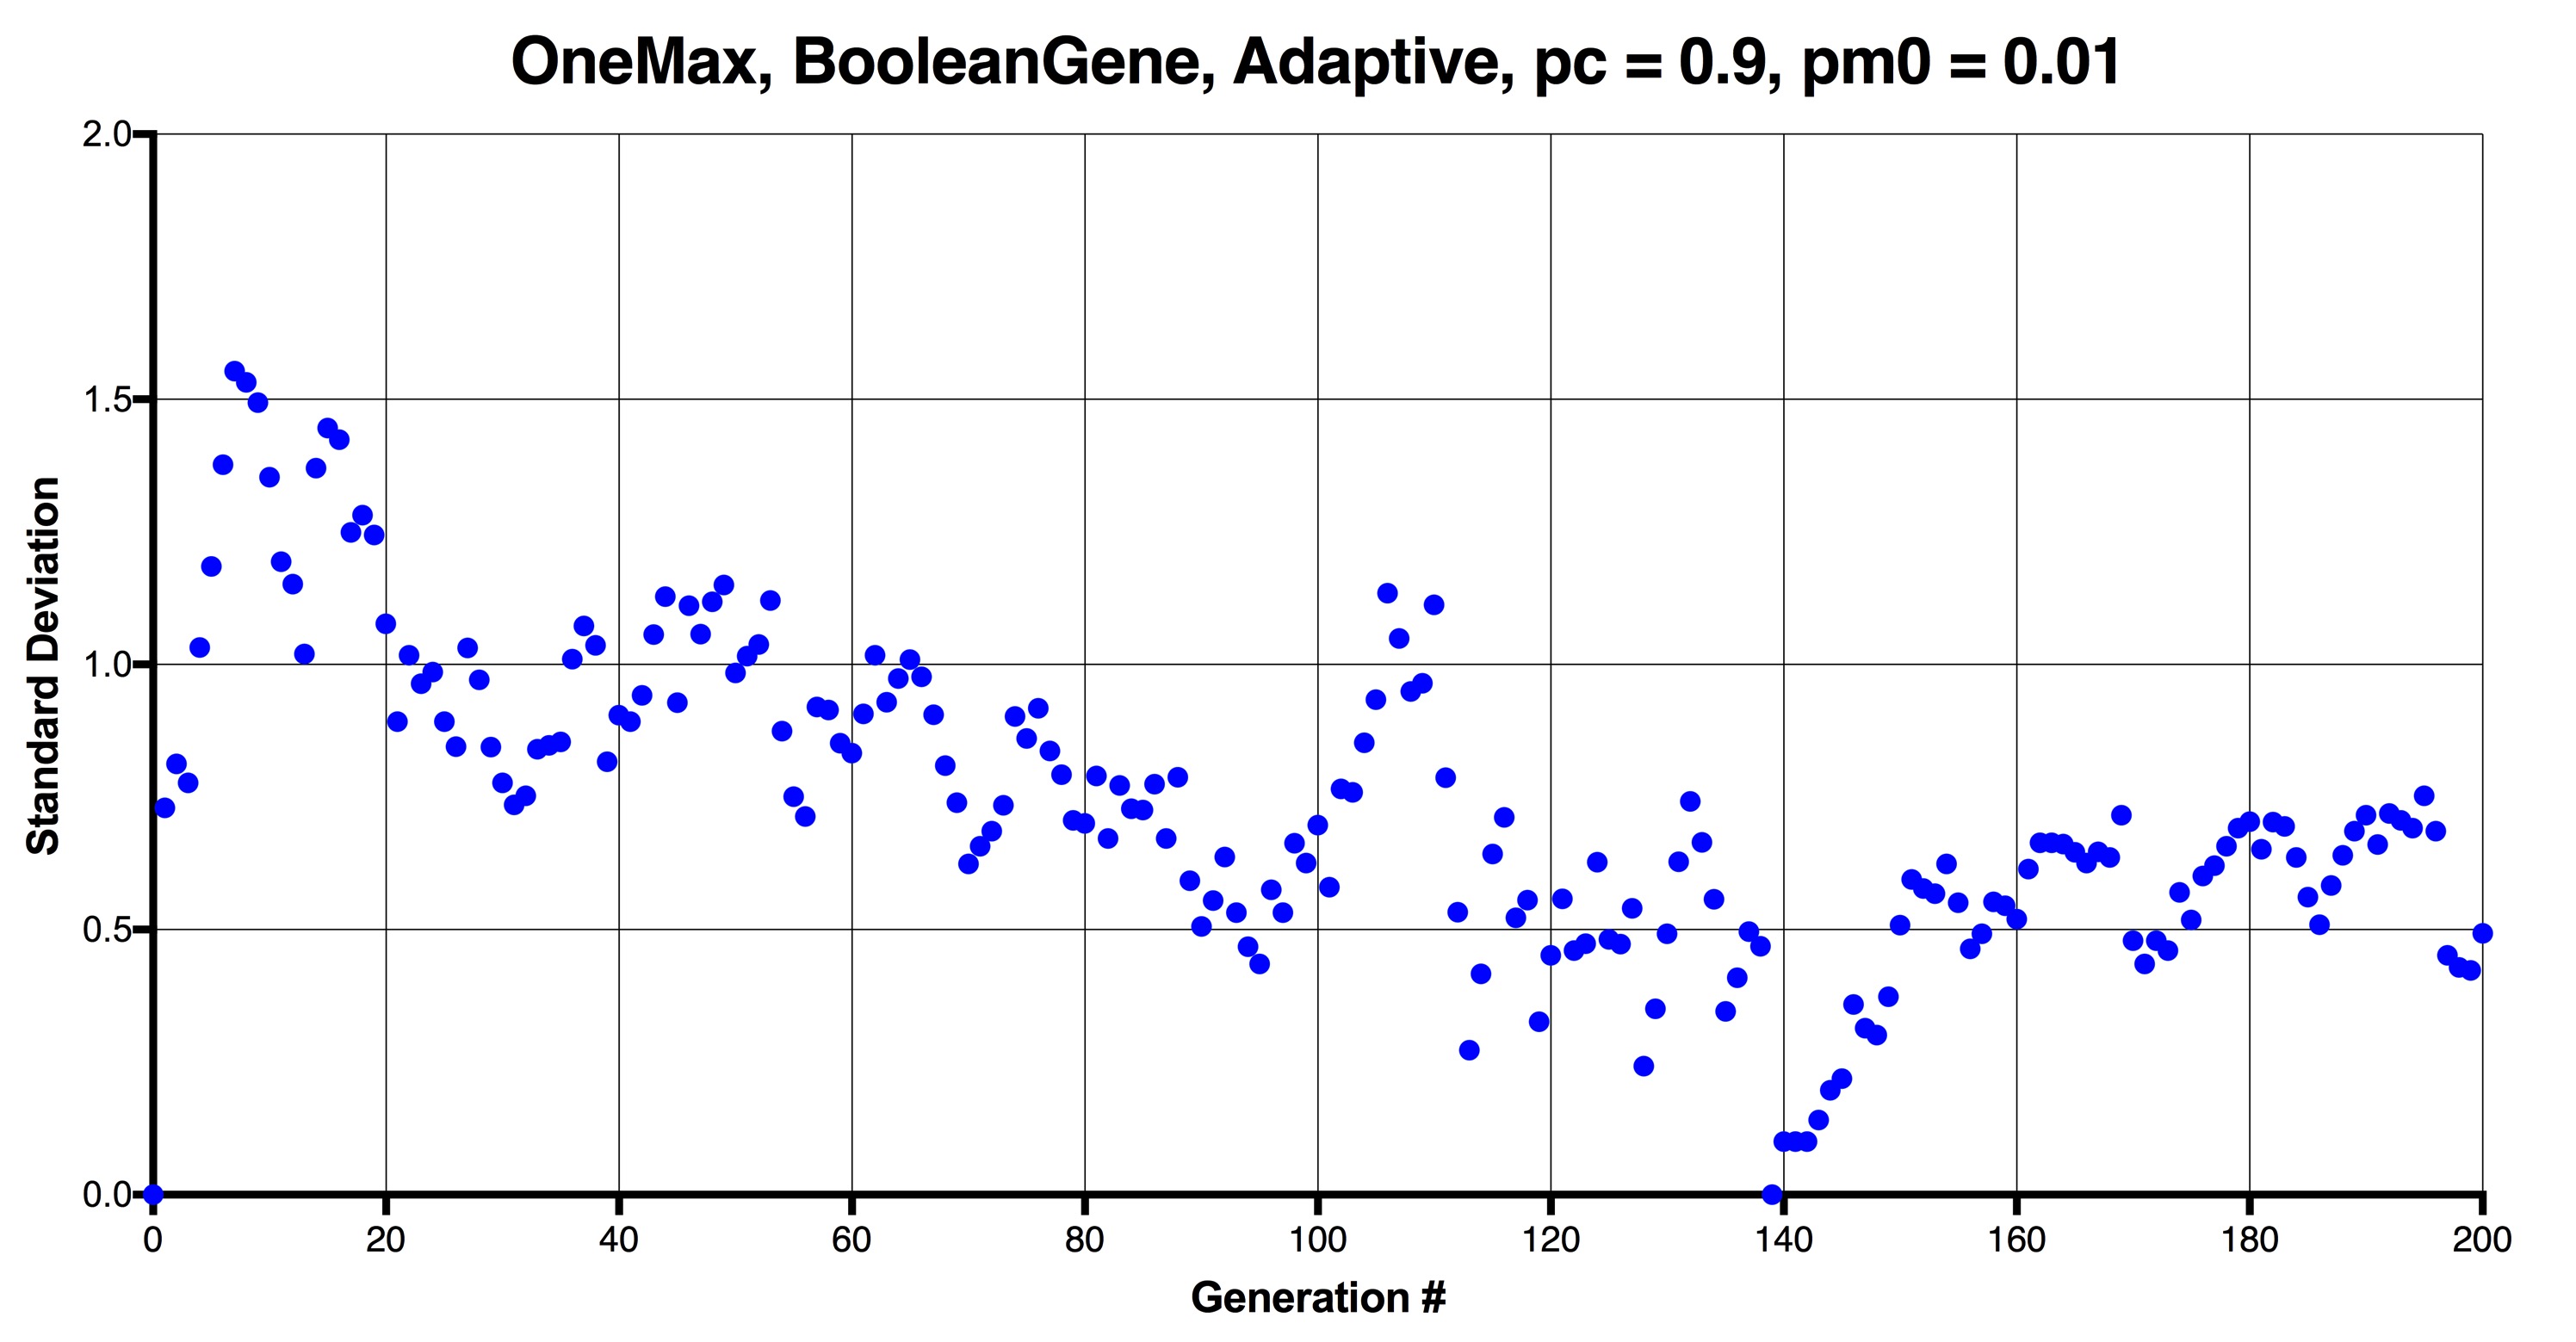 OneMax, BooleanGene, Adaptive, pc = 0.9, pm0 = 0.01
Standard Deviation
2.0
1.5
1.0
0.5
0.0
0 20 40 60 80 100 120 140 160 180 200
Generation #